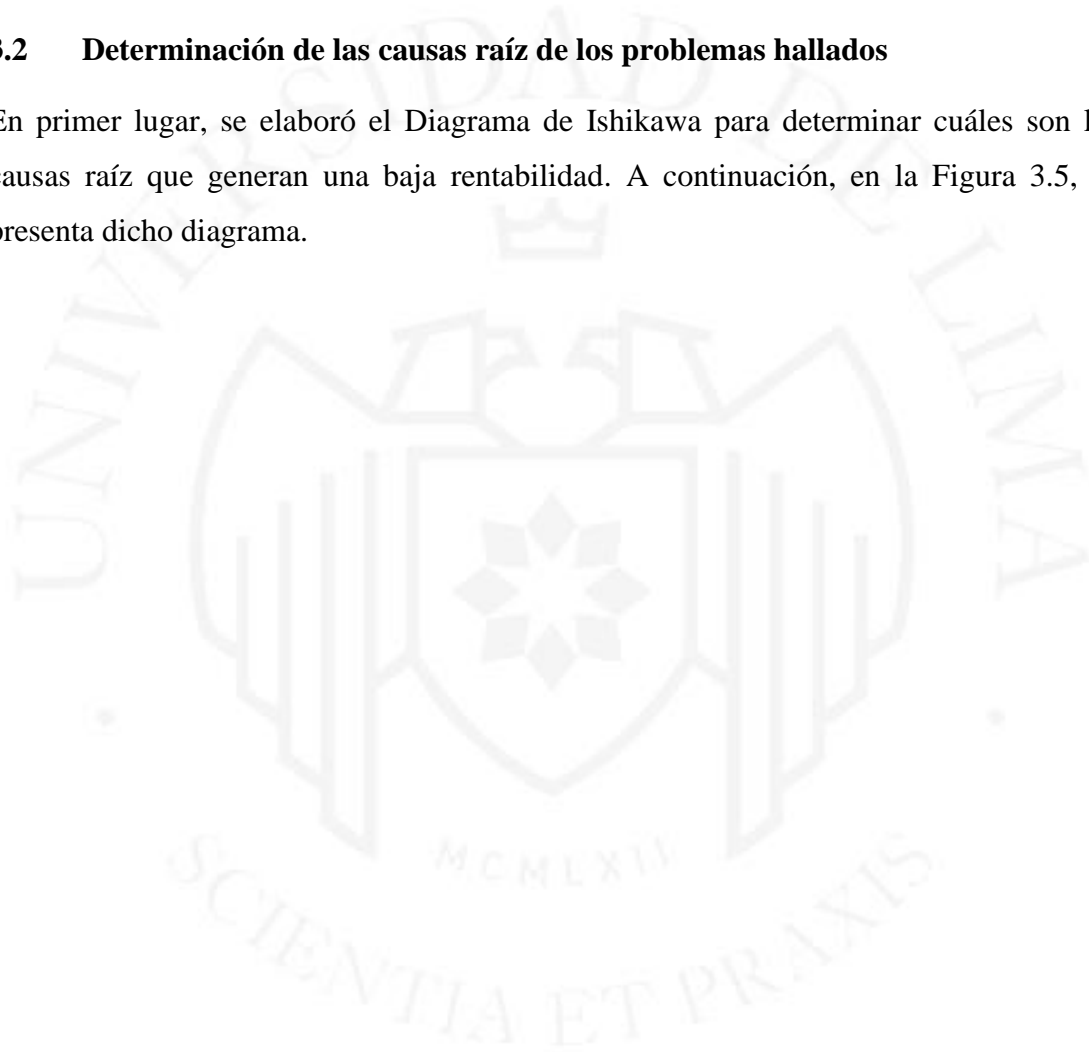 3.2 Determinación de las causas raíz de los problemas hallados
En primer lugar, se elaboró el Diagrama de Ishikawa para determinar cuáles son l
causas raíz que generan una baja rentabilidad. A continuación, en la Figura 3.5,
presenta dicho diagrama.
UNIVERSIDAD DE LIMA
MCMLXII
SCIENTIA ET PRAXIS